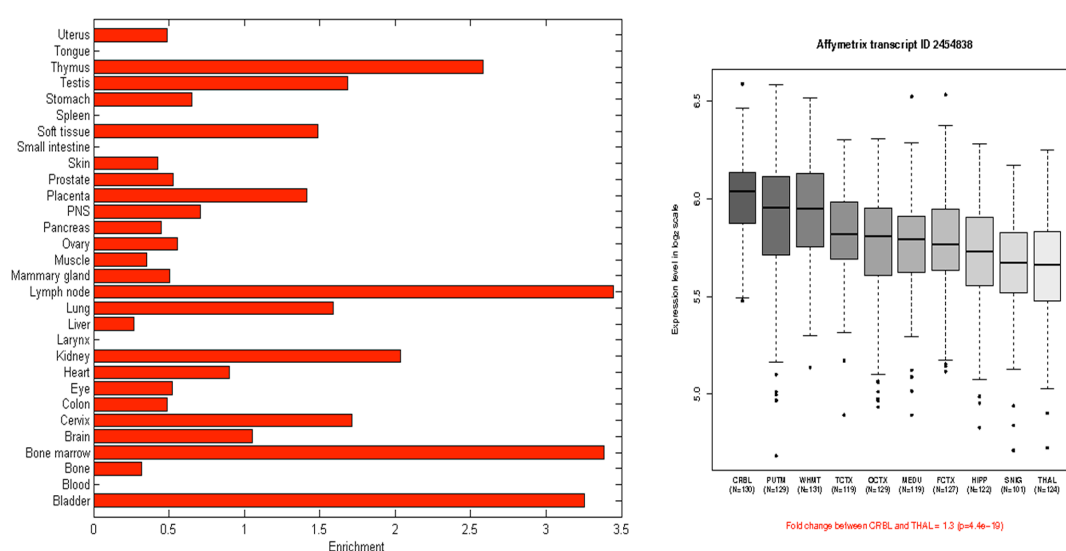 Uterus
Tongue
Thymus
Testis
Stomach
Spleen
Soft tissue
Small intestine
Skin
Prostate
Placenta
PNS
Pancreas
Ovary
Muscle
Mammary gland
Lymph node
Lung
Liver
Larynx
Kidney
Heart
Eye
Colon
Cervix
Brain
Bone marrow
Bone
Blood
Bladder
0 0.5 1 1.5 2 2.5 3 3.5
Enrichment
Affymetrix transcript ID 2454838
Expression level in log₂ scale
6.5
6.0
5.5
5.0
CRBL PUTM WHMT TCTX OCTX MEDU FCTX HIPP SNIG THAL
(N=130) (N=129) (N=131) (N=119) (N=129) (N=119) (N=127) (N=122) (N=101) (N=124)
Fold change between CRBL and THAL = 1.3 (p=4.4e−19)